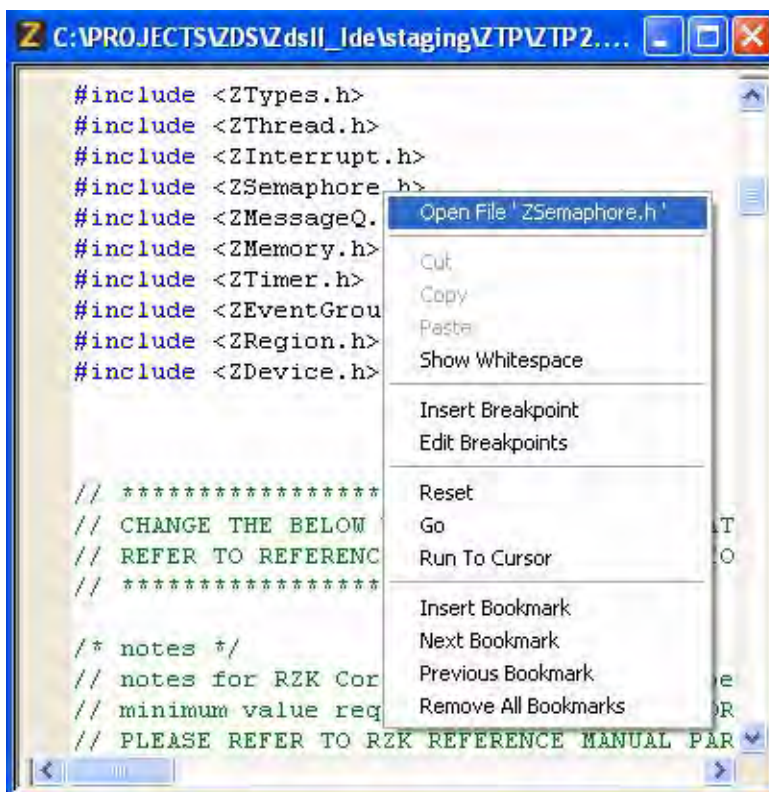 C:\PROJECTS\ZDS\ZdsII_Ide\staging\ZTP\ZTP2....
#include <ZTypes.h>
#include <ZThread.h>
#include <ZInterrupt.h>
#include <ZSemaphore.h>
#include <ZMessageQ.
#include <ZMemory.h>
#include <ZTimer.h>
#include <ZEventGrou
#include <ZRegion.h>
#include <ZDevice.h>
Open File ' ZSemaphore.h '
Cut
Copy
Paste
Show Whitespace
Insert Breakpoint
Edit Breakpoints
Reset
Go
Run To Cursor
Insert Bookmark
Next Bookmark
Previous Bookmark
Remove All Bookmarks
// *****************
// CHANGE THE BELOW
// REFER TO REFERENC
// *****************
/* notes */
// notes for RZK Cor
// minimum value req
// PLEASE REFER TO RZK REFERENCE MANUAL PAR